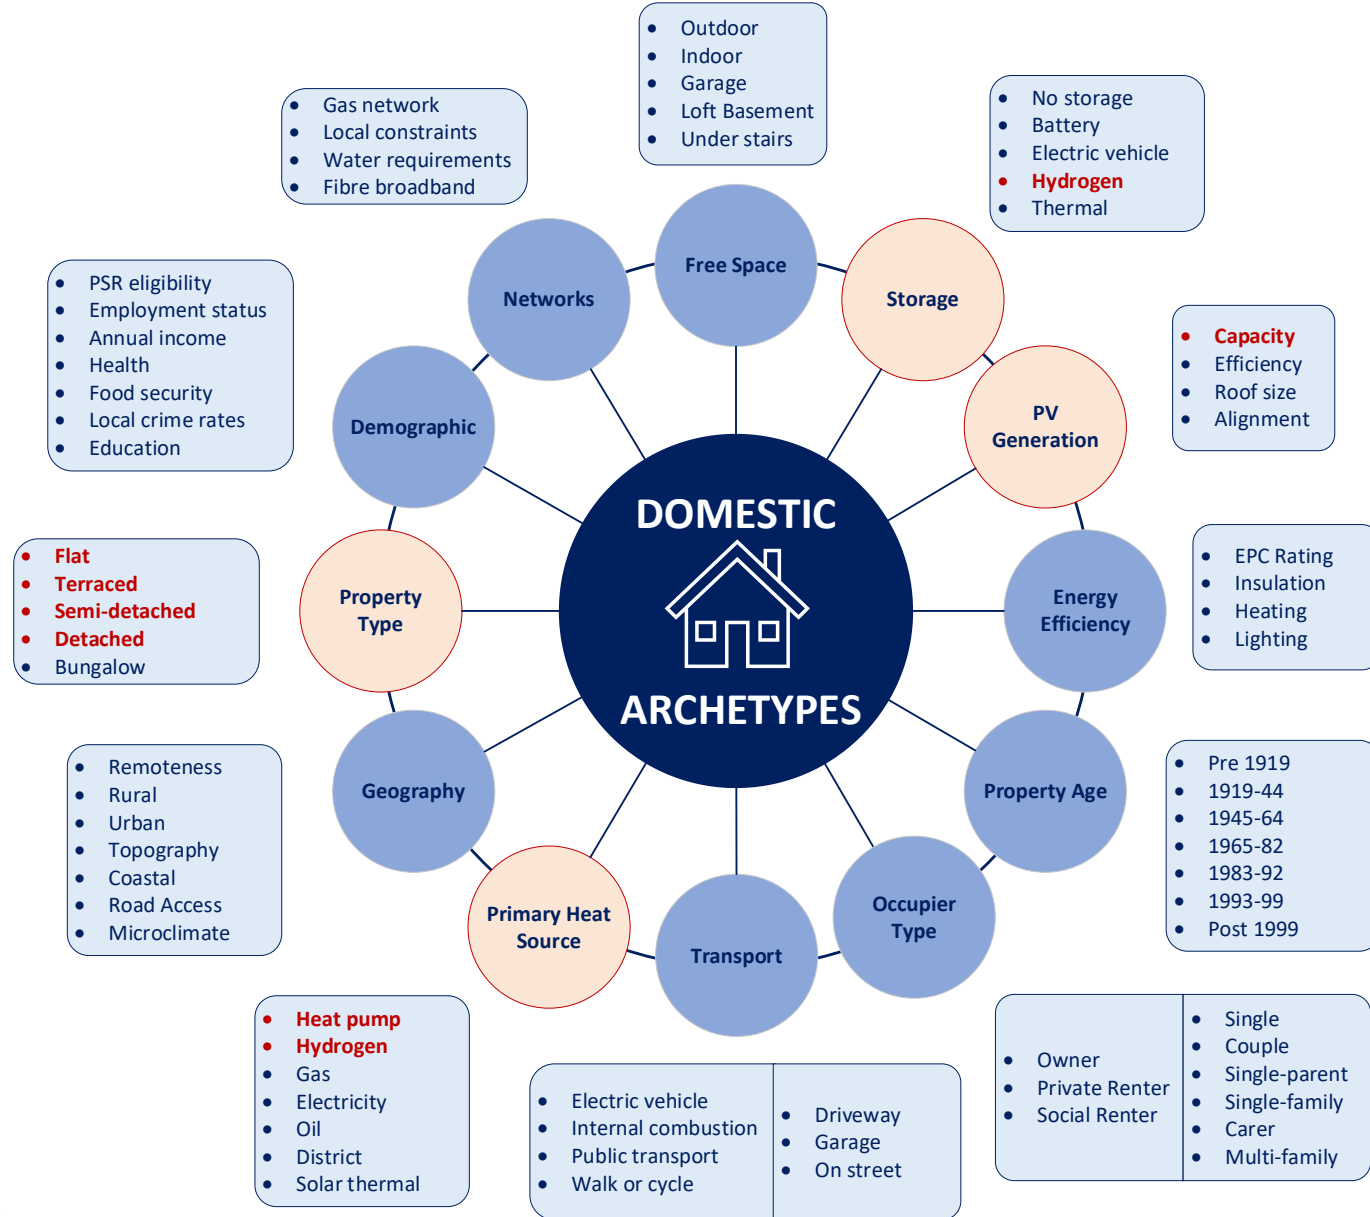 Outdoor
Indoor
Garage
Loft Basement
Under stairs
Gas network
Local constraints
Water requirements
Fibre broadband
No storage
Battery
Electric vehicle
Hydrogen
Thermal
Free Space
Networks
Storage
PSR eligibility
Employment status
Annual income
Health
Food security
Local crime rates
Education
Capacity
Efficiency
Roof size
Alignment
Demographic
PV
Generation
DOMESTIC
ARCHETYPES
Flat
Terraced
Semi-detached
Detached
Bungalow
Property
Type
Energy
Efficiency
EPC Rating
Insulation
Heating
Lighting
Remoteness
Rural
Urban
Topography
Coastal
Road Access
Microclimate
Geography
Property Age
Pre 1919
1919-44
1945-64
1965-82
1983-92
1993-99
Post 1999
Primary Heat
Source
Transport
Occupier
Type
Heat pump
Hydrogen
Gas
Electricity
Oil
District
Solar thermal
Electric vehicle
Internal combustion
Public transport
Walk or cycle
Driveway
Garage
On street
Owner
Private Renter
Social Renter
Single
Couple
Single-parent
Single-family
Carer
Multi-family